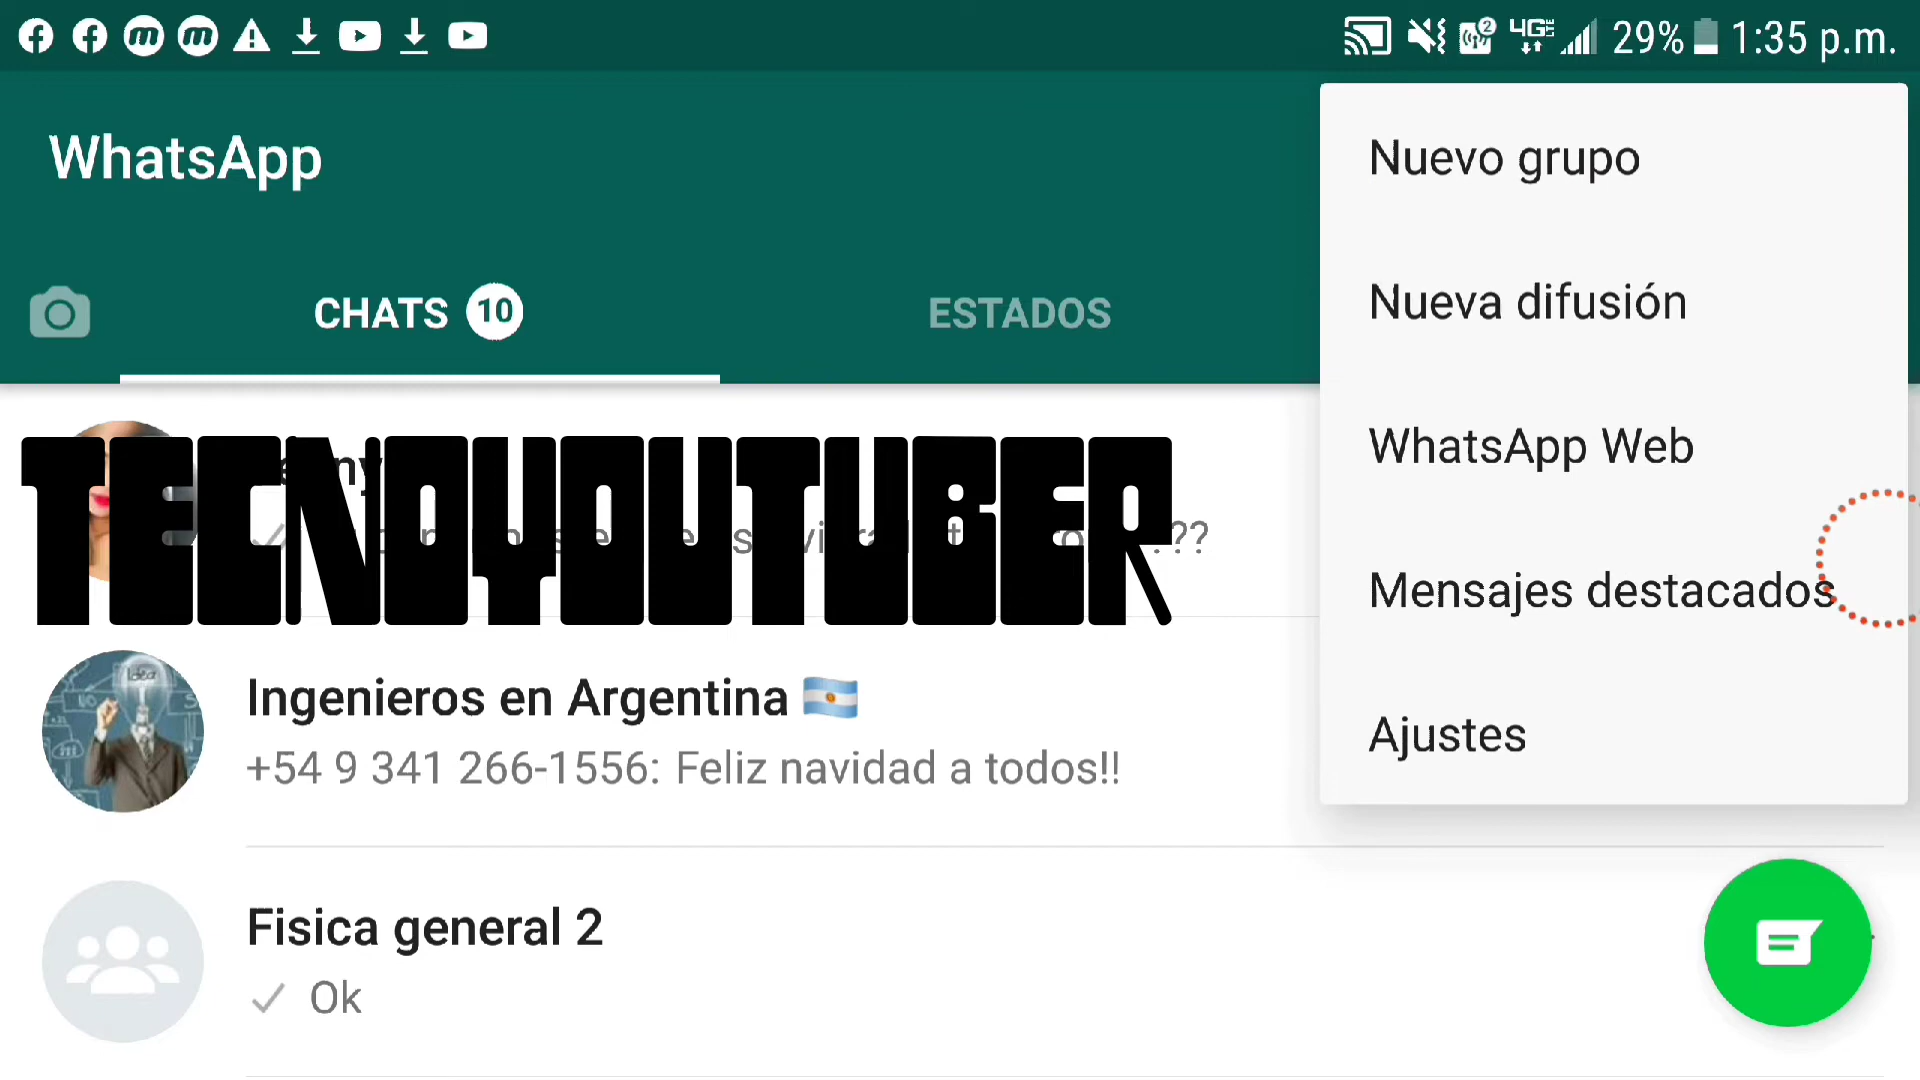 29% 1:35 p.m.
WhatsApp
CHATS 10
ESTADOS
Nuevo grupo
Nueva difusión
WhatsApp Web
Mensajes destacados
Ajustes
TECNOYOUTUBER
Ingenieros en Argentina 🇦🇷
+54 9 341 266-1556: Feliz navidad a todos!!
Fisica general 2
Ok